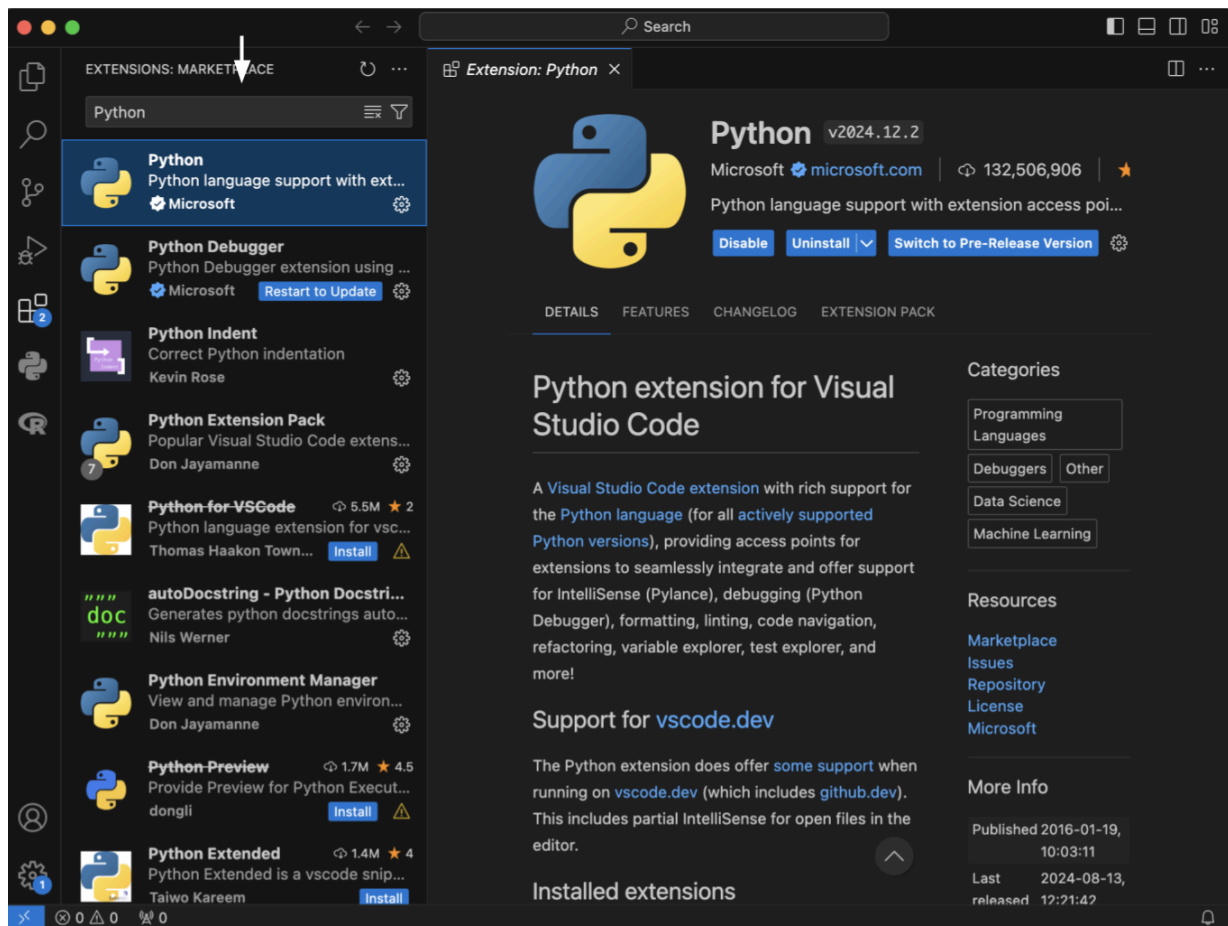 Search
EXTENSIONS: MARKETPLACE
Extension: Python
Python
Python
Python language support with ext...
Microsoft
Python Debugger
Python Debugger extension using ...
Microsoft Restart to Update
Python Indent
Correct Python indentation
Kevin Rose
Python Extension Pack
Popular Visual Studio Code extens...
Don Jayamanne
7
Python for VSCode 5.5M ★ 2
Python language extension for vsc...
Thomas Haakon Town... Install
""" 
doc
"""
autoDocstring - Python Docstri...
Generates python docstrings auto...
Nils Werner
Python Environment Manager
View and manage Python environ...
Don Jayamanne
Python Preview 1.7M ★ 4.5
Provide Preview for Python Execut...
dongli Install
Python Extended 1.4M ★ 4
Python Extended is a vscode snip...
Taiwo Kareem Install
2
R
1
0 0 0
Python v2024.12.2
Microsoft microsoft.com 132,506,906
Python language support with extension access poi...
Disable Uninstall Switch to Pre-Release Version
DETAILS FEATURES CHANGELOG EXTENSION PACK
Python extension for Visual
Studio Code
A Visual Studio Code extension with rich support for
the Python language (for all actively supported
Python versions), providing access points for
extensions to seamlessly integrate and offer support
for IntelliSense (Pylance), debugging (Python
Debugger), formatting, linting, code navigation,
refactoring, variable explorer, test explorer, and
more!
Support for vscode.dev
The Python extension does offer some support when
running on vscode.dev (which includes github.dev).
This includes partial IntelliSense for open files in the
editor.
Installed extensions
Categories
Programming
Languages
Debuggers Other
Data Science
Machine Learning
Resources
Marketplace
Issues
Repository
License
Microsoft
More Info
Published 2016-01-19,
10:03:11
Last 2024-08-13,
released 12:21:42